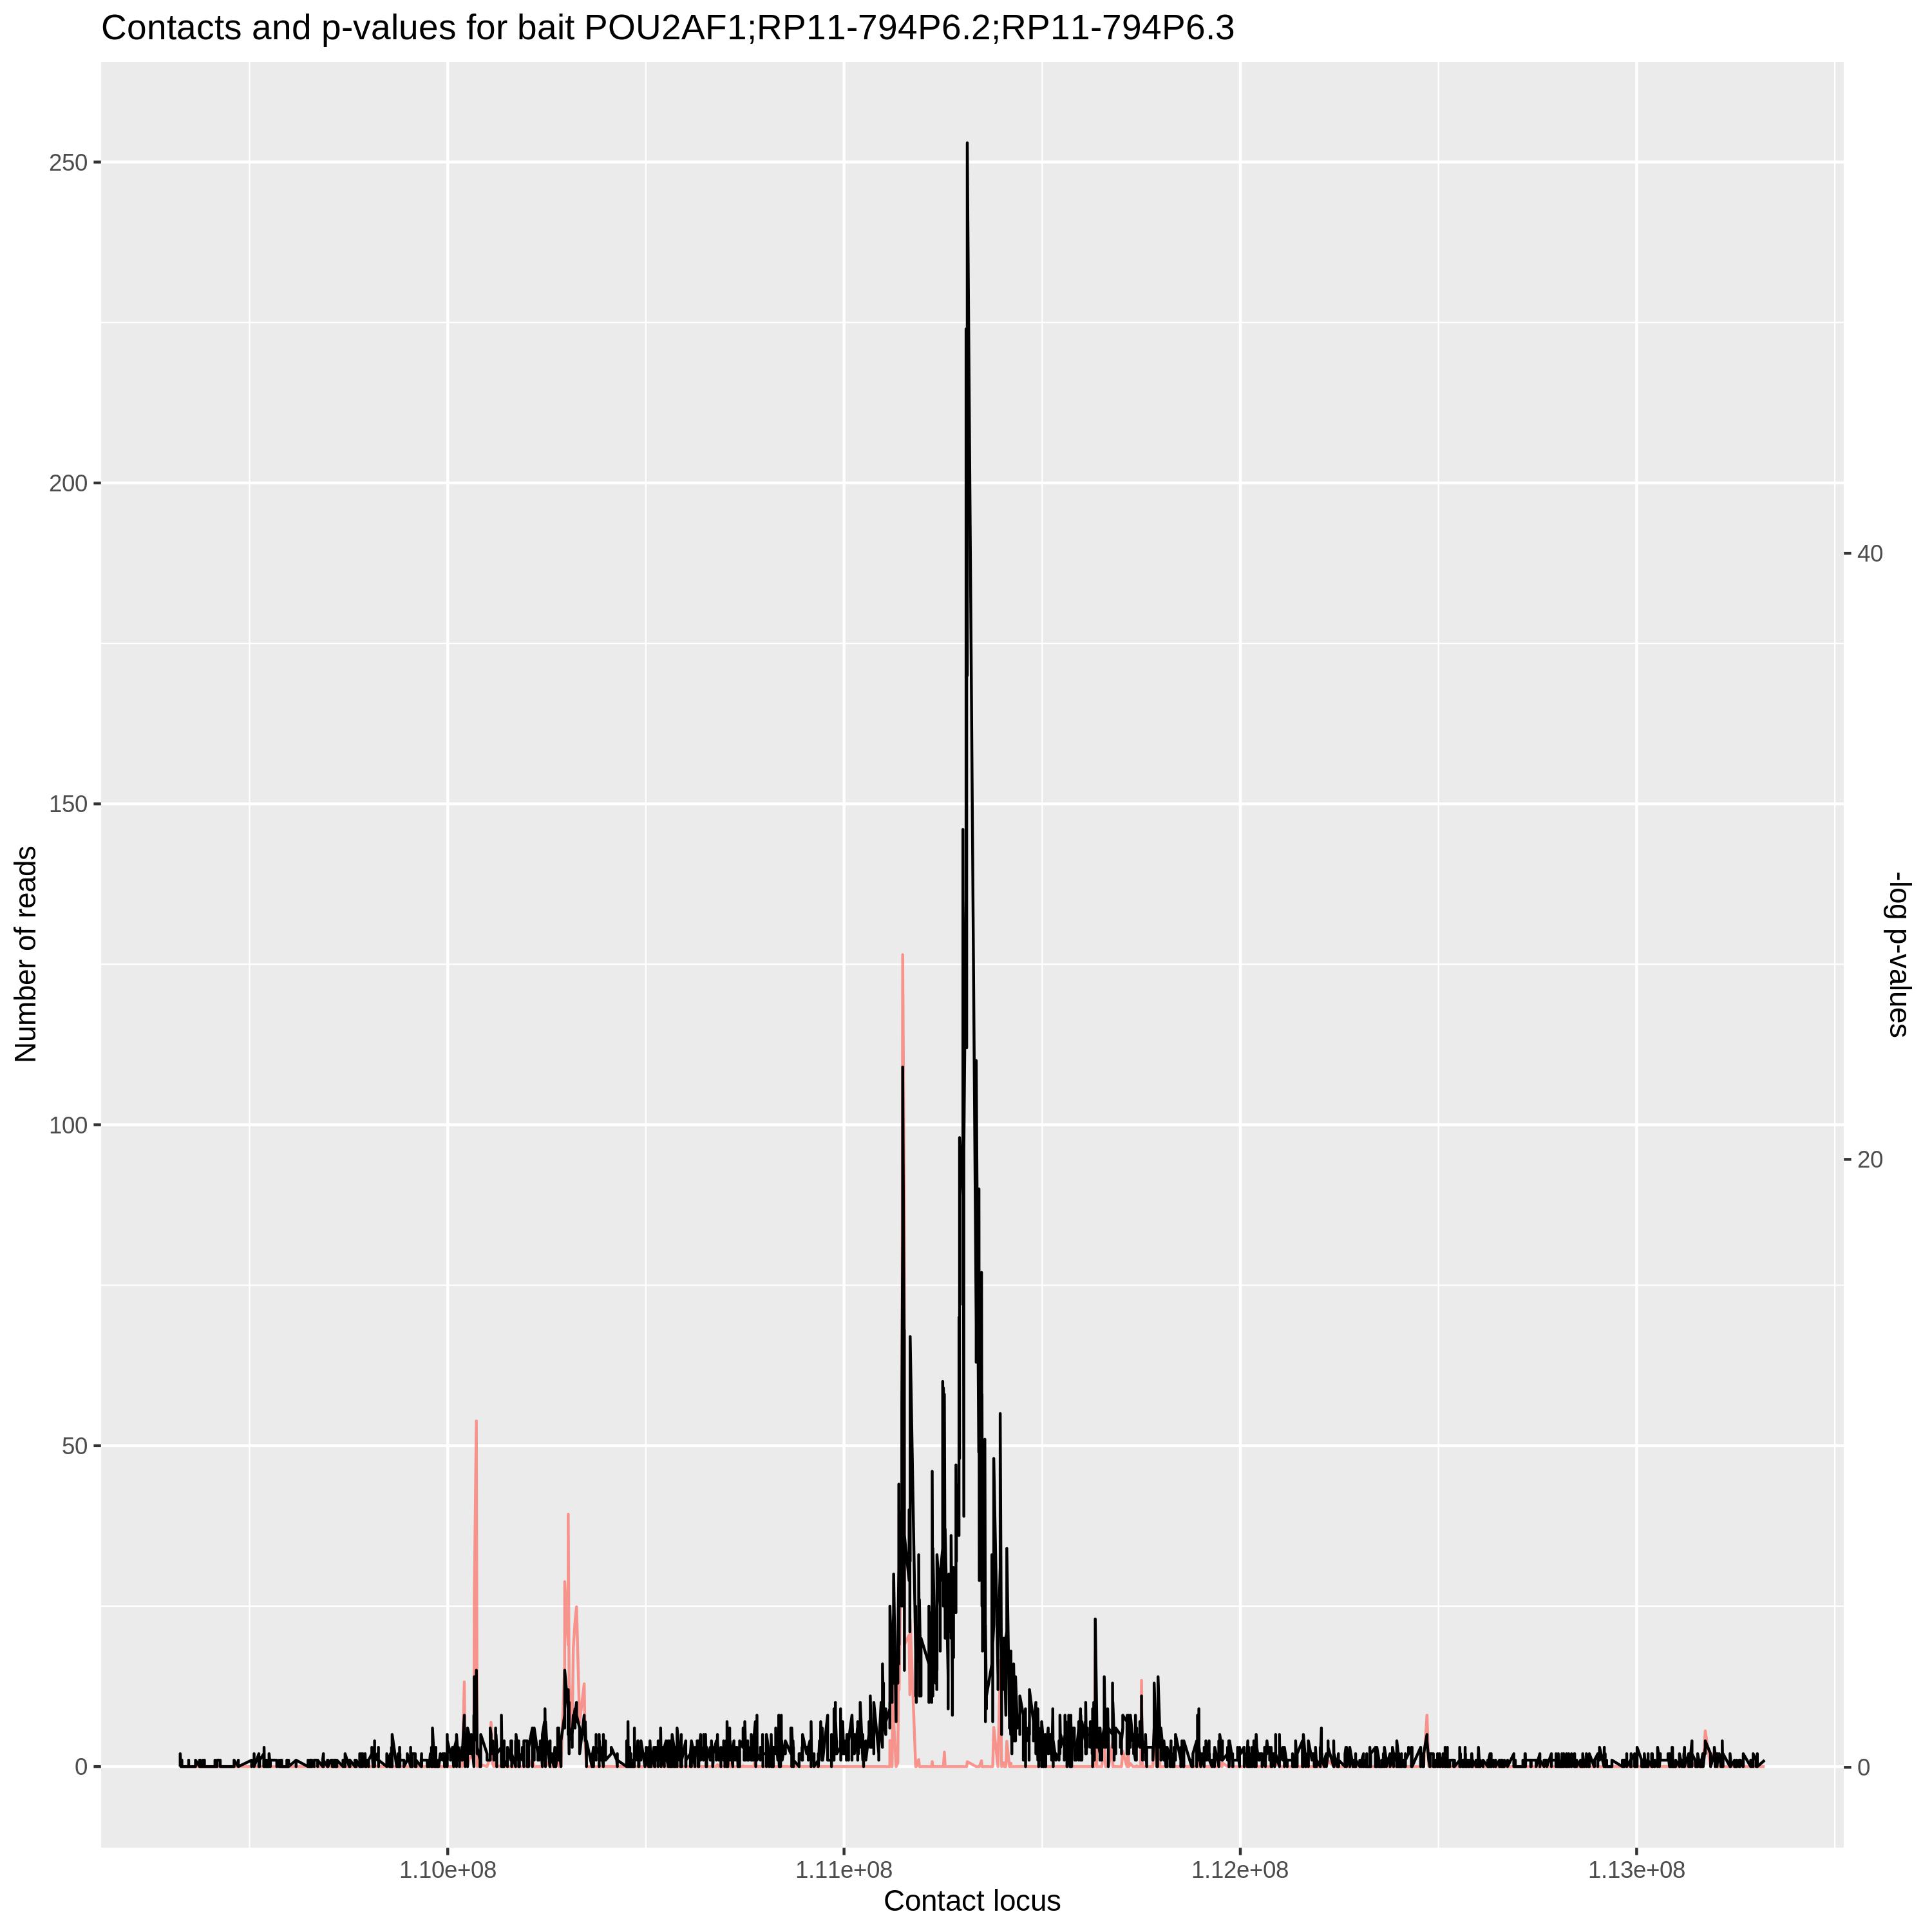 Contacts and p-values for bait POU2AF1;RP11-794P6.2;RP11-794P6.3
250
200
150
100
50
0
Number of reads
40
20
0
-log p-values
1.10e+08
1.11e+08
1.12e+08
1.13e+08
Contact locus